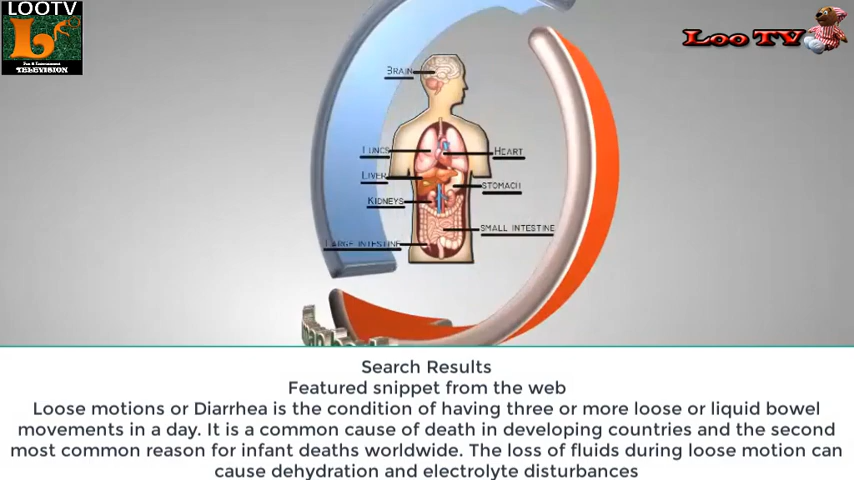 LOOTV
TELEVISION
Loo TV
BRAIN
LUNGS
HEART
LIVER
STOMACH
KIDNEYS
SMALL INTESTINE
LARGE INTESTINE
Search Results
Featured snippet from the web
Loose motions or Diarrhea is the condition of having three or more loose or liquid bowel
movements in a day. It is a common cause of death in developing countries and the second
most common reason for infant deaths worldwide. The loss of fluids during loose motion can
cause dehydration and electrolyte disturbances